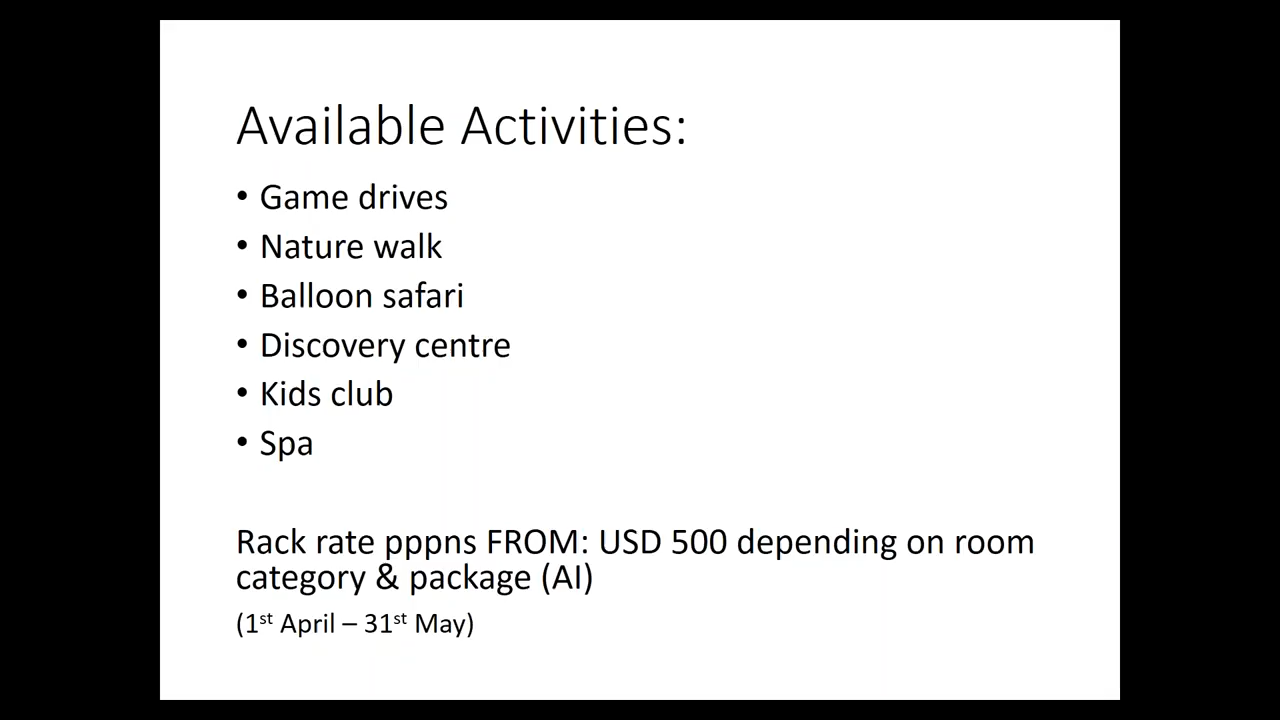 Available Activities:
• Game drives
• Nature walk
• Balloon safari
• Discovery centre
• Kids club
• Spa
Rack rate pppns FROM: USD 500 depending on room
category & package (AI)
(1st April – 31st May)